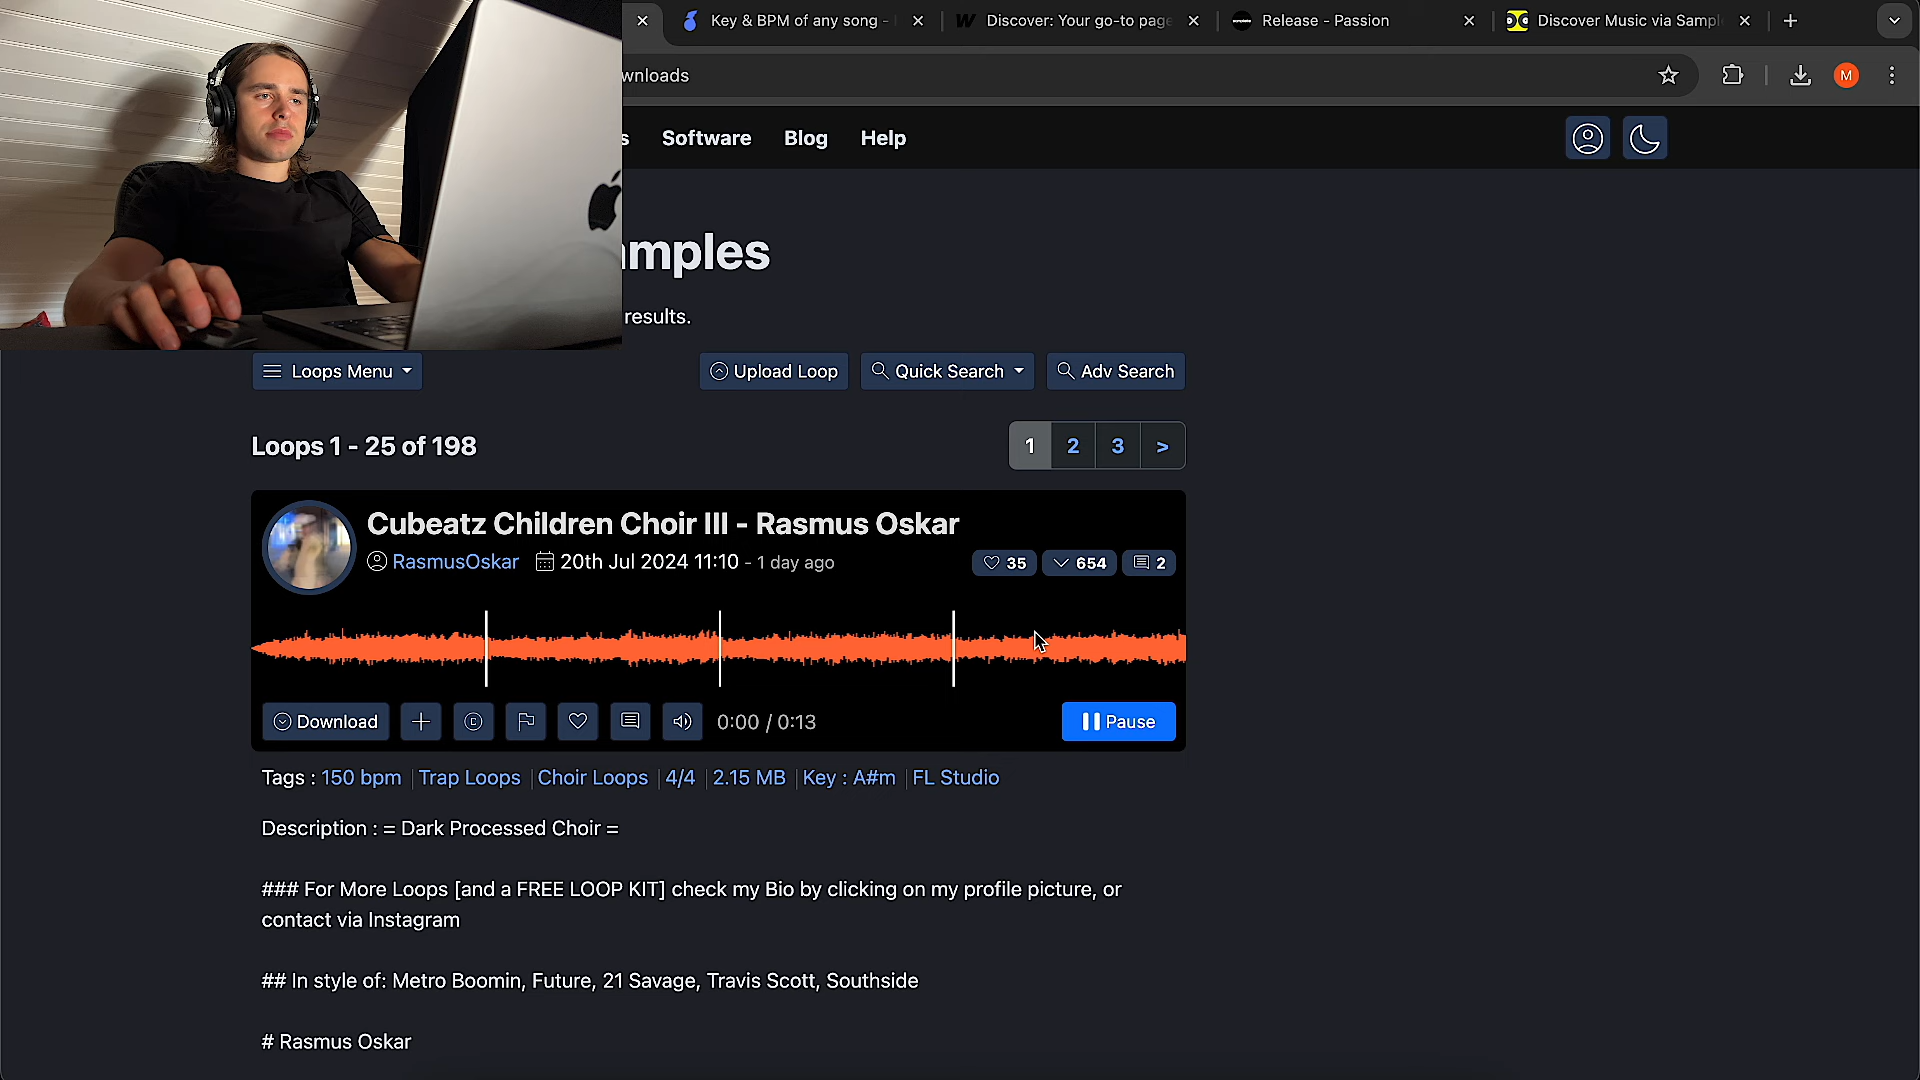 Key & BPM of any song -
W Discover: Your go-to page
Release - Passion
Discover Music via Sampl
wnloads
M
s Software Blog Help
amples
results.
Loops Menu
Upload Loop
Quick Search
Adv Search
Loops 1 - 25 of 198
1 2 3 >
Cubeatz Children Choir III - Rasmus Oskar
RasmusOskar 20th Jul 2024 11:10 - 1 day ago
35 654 2
Download
0:00 / 0:13
Pause
Tags : 150 bpm | Trap Loops | Choir Loops | 4/4 | 2.15 MB | Key : A#m | FL Studio
Description : = Dark Processed Choir =
### For More Loops [and a FREE LOOP KIT] check my Bio by clicking on my profile picture, or
contact via Instagram
## In style of: Metro Boomin, Future, 21 Savage, Travis Scott, Southside
# Rasmus Oskar